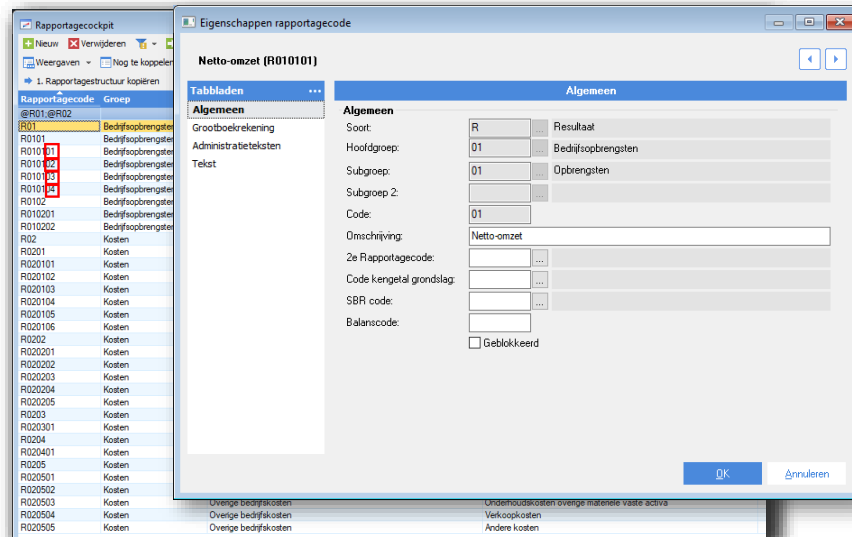 Rapportagecockpit
Nieuw Verwijderen
Weergaven Nog te koppelen
1. Rapportagestructuur kopiëren
Rapportagecode Groep
@R01;@R02
R01 Bedrijfsopbrengsten
R0101 Bedrijfsopbrengsten
R010101 Bedrijfsopbrengsten
R010102 Bedrijfsopbrengsten
R010103 Bedrijfsopbrengsten
R010104 Bedrijfsopbrengsten
R0102 Bedrijfsopbrengsten
R010201 Bedrijfsopbrengsten
R010202 Bedrijfsopbrengsten
R02 Kosten
R0201 Kosten
R020101 Kosten
R020102 Kosten
R020103 Kosten
R020104 Kosten
R020105 Kosten
R020106 Kosten
R0202 Kosten
R020201 Kosten
R020202 Kosten
R020203 Kosten
R020204 Kosten
R020205 Kosten
R0203 Kosten
R020301 Kosten
R0204 Kosten
R020401 Kosten
R0205 Kosten
R020501 Kosten
R020502 Kosten
R020503 Kosten Overige bedrijfskosten Onderhoudskosten overige materiële vaste activa
R020504 Kosten Overige bedrijfskosten Verkoopkosten
R020505 Kosten Overige bedrijfskosten Andere kosten
Eigenschappen rapportagecode
Netto-omzet (R010101)
Tabbladen ...
Algemeen
Grootboekrekening
Administratieteksten
Tekst
Algemeen
Algemeen
Soort: R ... Resultaat
Hoofdgroep: 01 ... Bedrijfsopbrengsten
Subgroep: 01 ... Opbrengsten
Subgroep 2: ...
Code: 01
Omschrijving: Netto-omzet
2e Rapportagecode: ...
Code kengetal grondslag: ...
SBR code: ...
Balanscode:
Geblokkeerd
OK Annuleren